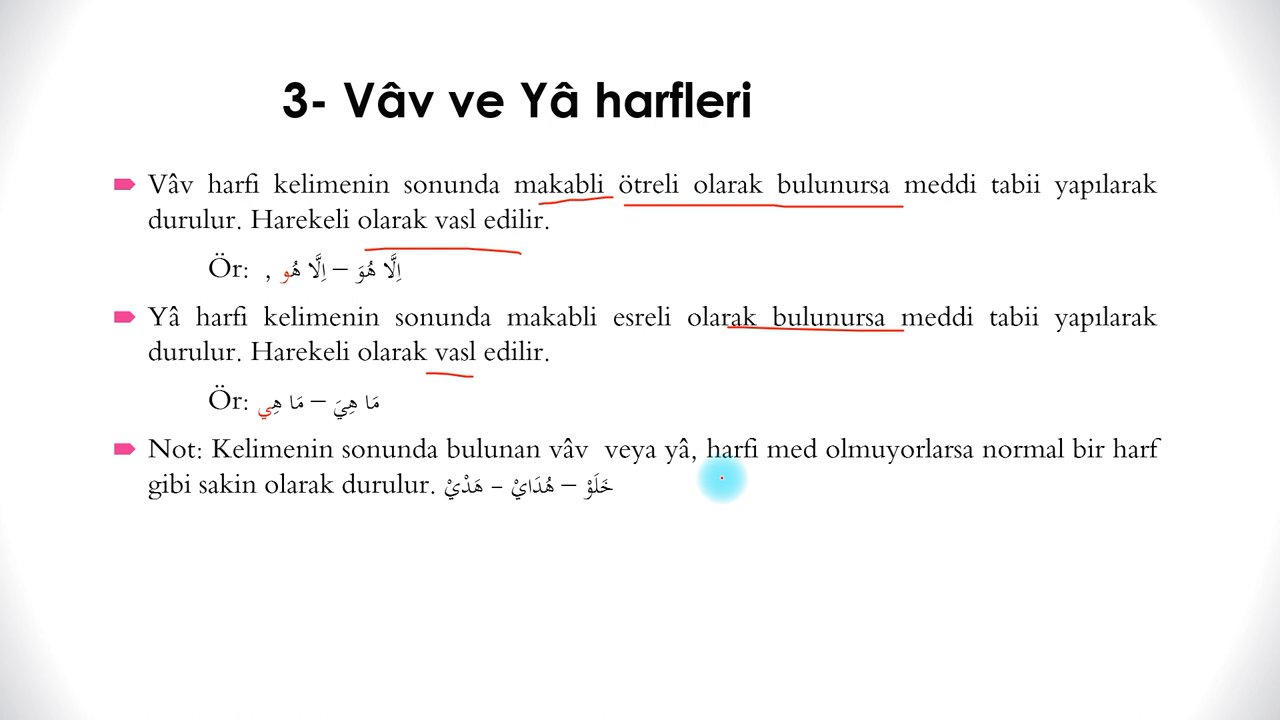 3- Vâv ve Yâ harfleri
Vâv harfi kelimenin sonunda makabli ötreli olarak bulunursa meddi tabii yapılarak
durulur. Harekeli olarak vasl edilir.
Ör: , اِلَّا هُوَ – اِلَّا هُو
Yâ harfi kelimenin sonunda makabli esreli olarak bulunursa meddi tabii yapılarak
durulur. Harekeli olarak vasl edilir.
Ör: مَا هِيَ – مَا هِي
Not: Kelimenin sonunda bulunan vâv veya yâ, harfi med olmuyorlarsa normal bir harf
gibi sakin olarak durulur. خَلَوْ – هُدَايْ – هَدْيْ